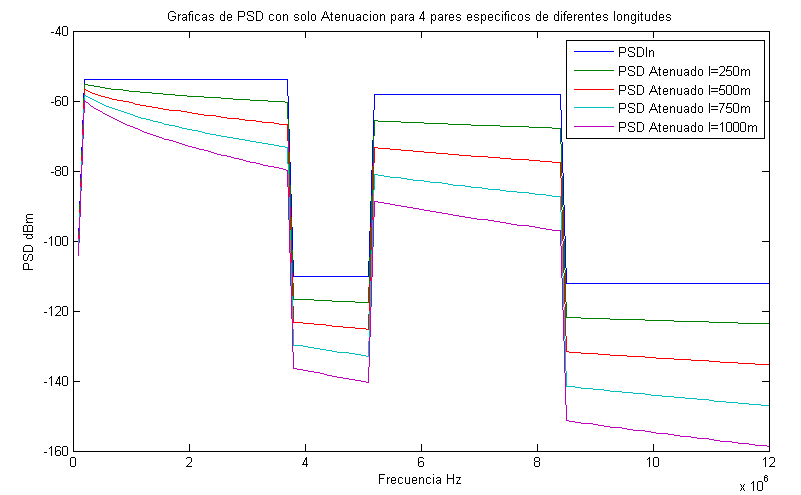 Graficas de PSD con solo Atenuacion para 4 pares especificos de diferentes longitudes
PSDIn
PSD Atenuado l=250m
PSD Atenuado l=500m
PSD Atenuado l=750m
PSD Atenuado l=1000m
PSD dBm
-40
-60
-80
-100
-120
-140
-160
0
2
4
6
8
10
12
Frecuencia Hz
x 10^6